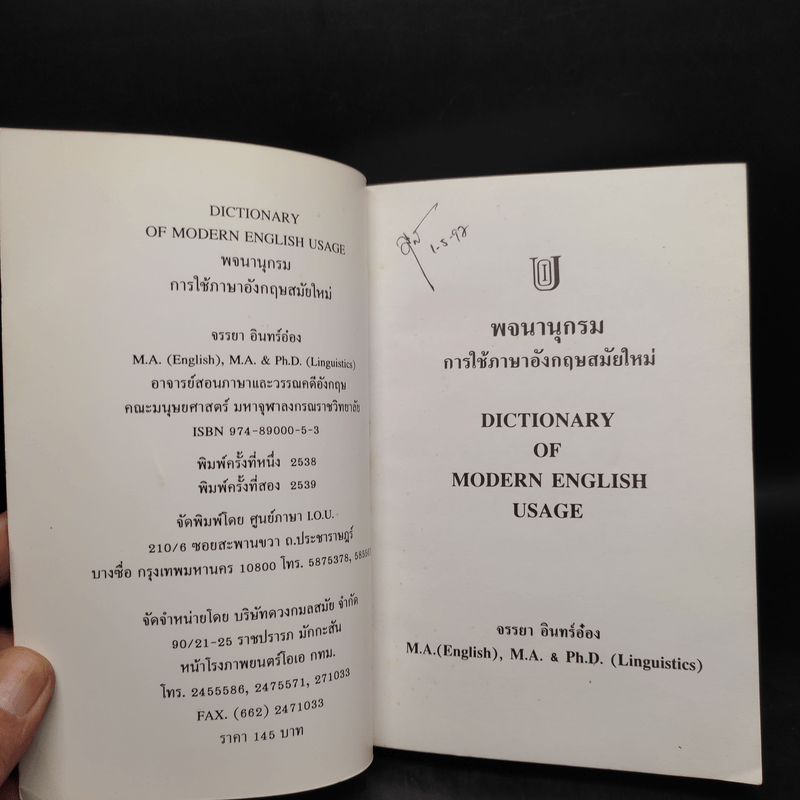 DICTIONARY
OF MODERN ENGLISH USAGE
พจนานุกรม
การใช้ภาษาอังกฤษสมัยใหม่
จรรยา อินทร์อ๋อง
M.A. (English), M.A. & Ph.D. (Linguistics)
อาจารย์สอนภาษาและวรรณคดีอังกฤษ
คณะมนุษยศาสตร์ มหาจุฬาลงกรณราชวิทยาลัย
ISBN 974-89000-5-3
พิมพ์ครั้งที่หนึ่ง 2538
พิมพ์ครั้งที่สอง 2539
จัดพิมพ์โดย ศูนย์ภาษา I.O.U.
210/6 ซอยสะพานขวา ถ.ประชาราษฎร์
บางซื่อ กรุงเทพมหานคร 10800 โทร. 5875378,
จัดจำหน่ายโดย บริษัทดวงกมลสมัย จำกัด
90/21-25 ราชปรารภ มักกะสัน
หน้าโรงภาพยนตร์โอเอ กทม.
โทร. 2455586, 2475571, 271033
FAX. (662) 2471033
ราคา 145 บาท
1-5-98
พจนานุกรม
การใช้ภาษาอังกฤษสมัยใหม่
DICTIONARY
OF
MODERN ENGLISH
USAGE
จรรยา อินทร์อ๋อง
M.A.(English), M.A. & Ph.D. (Linguistics)